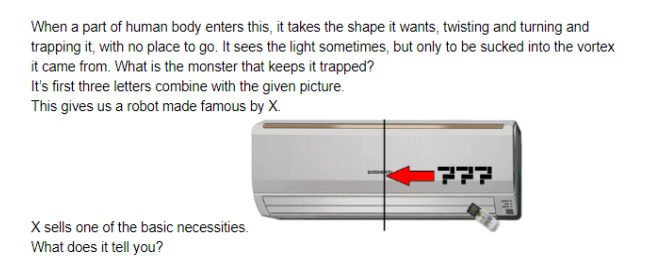 When a part of human body enters this, it takes the shape it wants, twisting and turning and
trapping it, with no place to go. It sees the light sometimes, but only to be sucked into the vortex
it came from. What is the monster that keeps it trapped?
It's first three letters combine with the given picture.
This gives us a robot made famous by X.
???
X sells one of the basic necessities.
What does it tell you?